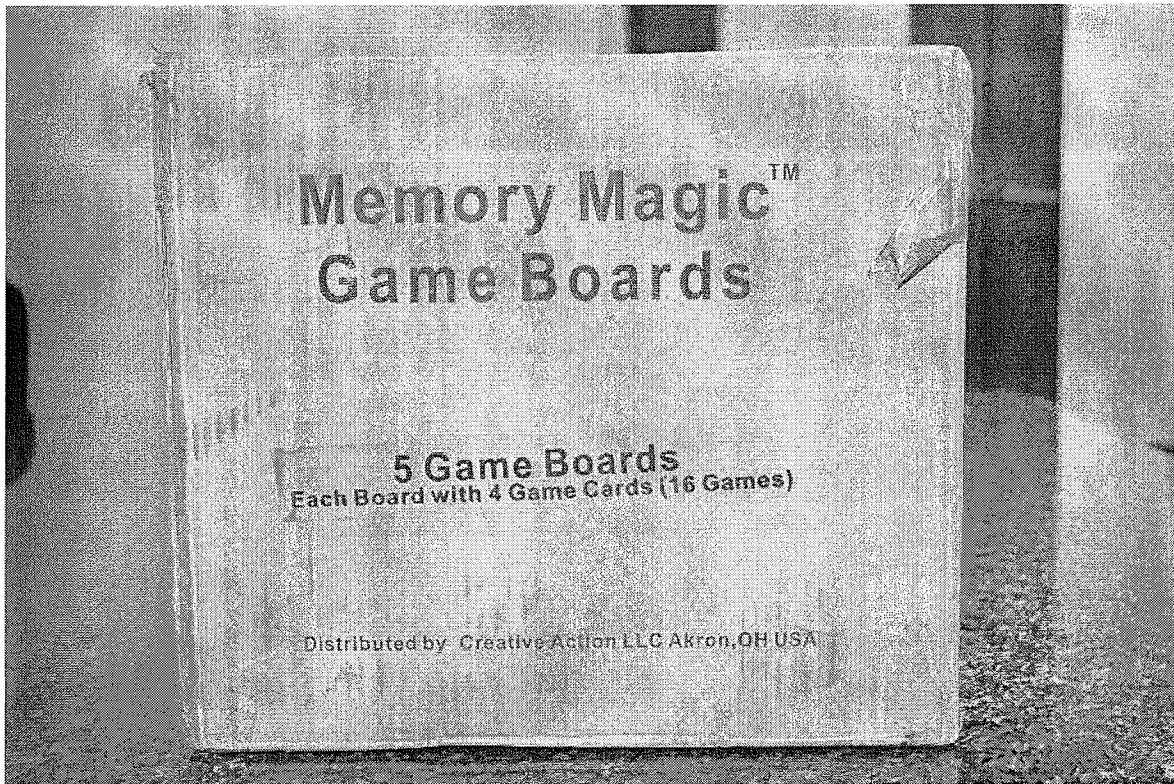 Memory Magic™
Game Boards
5 Game Boards
Each Board with 4 Game Cards (16 Games)
Distributed by Creative Action LLC Akron,OH USA